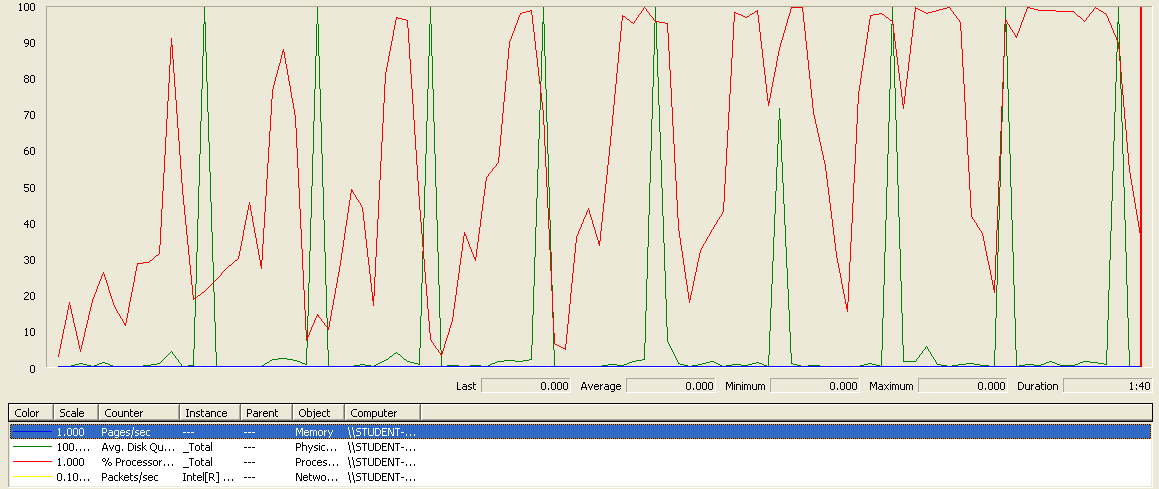 100
90
80
70
60
50
40
30
20
10
0
Last 0.000 Average 0.000 Minimum 0.000 Maximum 0.000 Duration 1:40
Color Scale Counter Instance Parent Object Computer
1.000 Pages/sec --- --- Memory \\STUDENT-...
100.... Avg. Disk Qu... _Total --- Physic... \\STUDENT-...
1.000 % Processor... _Total --- Proces... \\STUDENT-...
0.10... Packets/sec Intel[R] ... --- Netwo... \\STUDENT-...